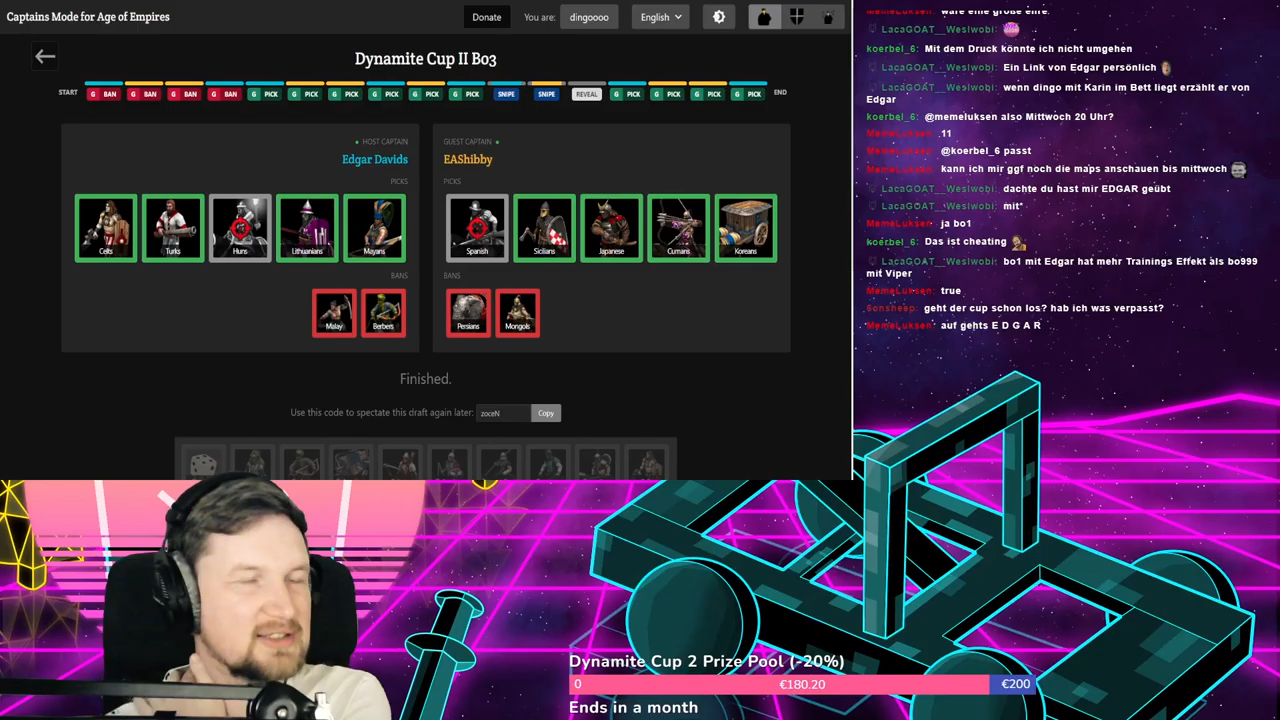 Captains Mode for Age of Empires
Donate
You are:
dingoooo
English
Dynamite Cup II Bo3
START
G BAN
G BAN
G BAN
G BAN
G PICK
G PICK
G PICK
G PICK
G PICK
G PICK
SNIPE
SNIPE
REVEAL
G PICK
G PICK
G PICK
G PICK
END
HOST CAPTAIN
Edgar Davids
PICKS
Celts
Turks
Huns
Lithuanians
Mayans
BANS
Malay
Berbers
GUEST CAPTAIN
EAShibby
PICKS
Spanish
Sicilians
Japanese
Cumans
Koreans
BANS
Persians
Mongols
Finished.
Use this code to spectate this draft again later:
zoceN
Copy
MemeLuksen: wäre eine große ehre.
LacaGOAT__Weslwobi:
koerbel_6: Mit dem Druck könnte ich nicht umgehen
LacaGOAT__Weslwobi: Ein Link von Edgar persönlich
LacaGOAT__Weslwobi: wenn dingo mit Karin im Bett liegt erzählt er von
Edgar
koerbel_6: @memeluksen also Mittwoch 20 Uhr?
MemeLuksen: .11
MemeLuksen: @koerbel_6 passt
MemeLuksen: kann ich mir ggf noch die maps anschauen bis mittwoch
LacaGOAT__Weslwobi: dachte du hast mir EDGAR geübt
LacaGOAT__Weslwobi: mit*
MemeLuksen: ja bo1
koerbel_6: Das ist cheating
LacaGOAT__Weslwobi: bo1 mit Edgar hat mehr Trainings Effekt als bo999
mit Viper
MemeLuksen: true
Sonsheep: geht der cup schon los? hab ich was verpasst?
MemeLuksen: auf gehts E D G A R
Dynamite Cup 2 Prize Pool (-20%)
0
€180.20
€200
Ends in a month